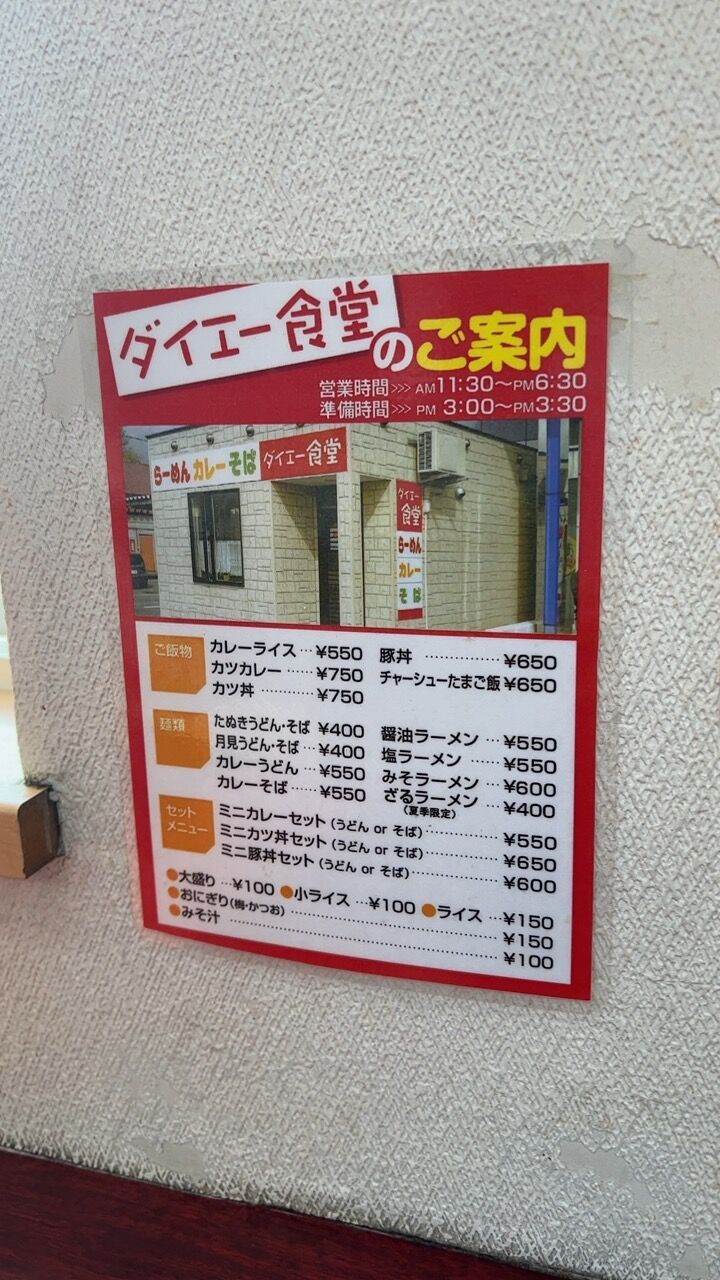 ダイエー食堂のご案内
営業時間>>> AM11:30〜PM6:30
準備時間>>> PM 3:00〜PM3:30
らーめん カレー そば ダイエー食堂
ダイエー
食堂
らーめん
カレー
そば
ご飯物
カレーライス…¥550
カツカレー……¥750
カツ丼…………¥750
豚丼……………¥650
チャーシューたまご飯 ¥650
麺類
たぬきうどん・そば ¥400
月見うどん・そば…¥400
カレーうどん…¥550
カレーそば……¥550
醤油ラーメン…¥550
塩ラーメン……¥550
みそラーメン…¥600
ざるラーメン…¥400
(夏季限定)
セット
メニュー
ミニカレーセット(うどん or そば)……………¥550
ミニカツ丼セット(うどん or そば)……………¥650
ミニ豚丼セット(うどん or そば)………………¥600
●大盛り…¥100 ●小ライス…¥100 ●ライス…¥150
●おにぎり(梅・かつお)……………………………¥150
●みそ汁……………………………………………¥100